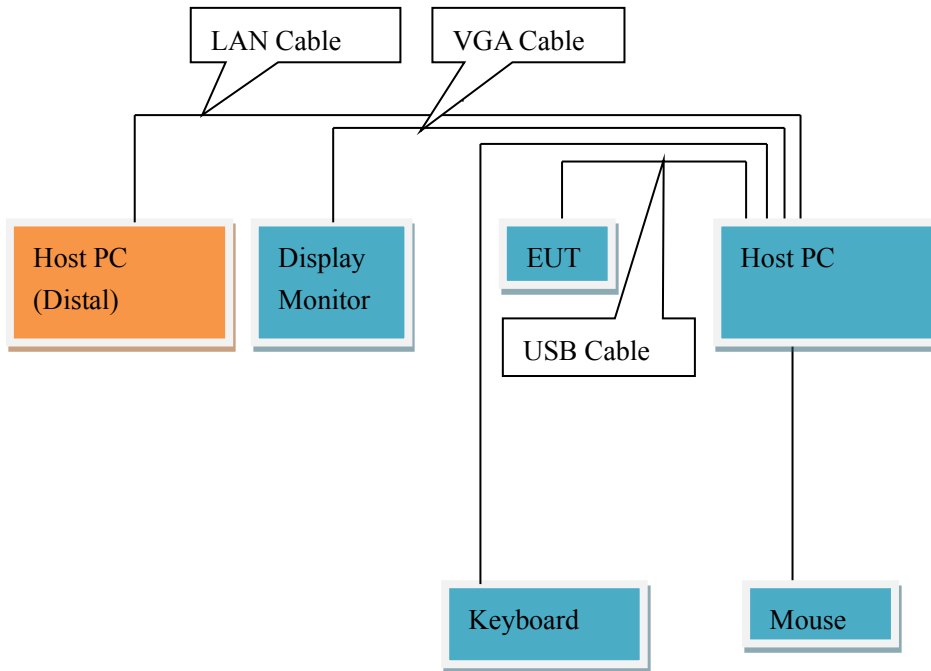 LAN Cable
VGA Cable
Host PC
(Distal)
Display
Monitor
EUT
Host PC
USB Cable
Keyboard
Mouse